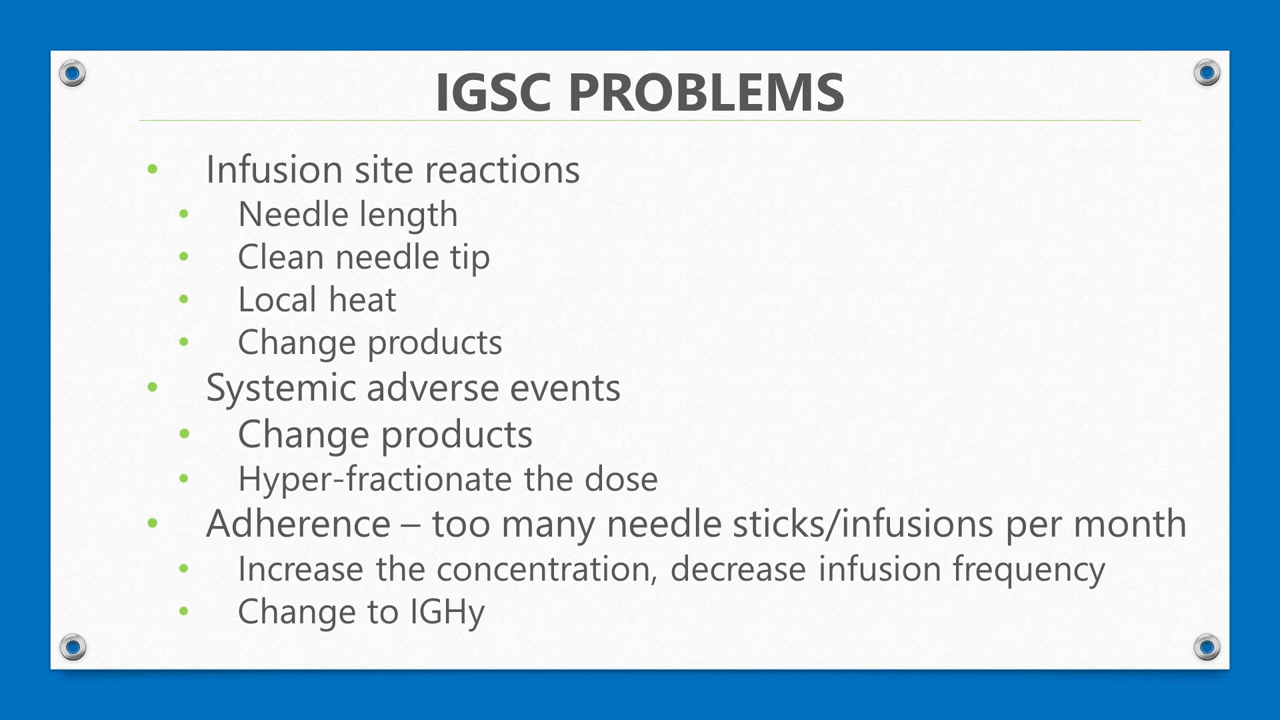 IGSC PROBLEMS
• Infusion site reactions
• Needle length
• Clean needle tip
• Local heat
• Change products
• Systemic adverse events
• Change products
• Hyper-fractionate the dose
• Adherence – too many needle sticks/infusions per month
• Increase the concentration, decrease infusion frequency
• Change to IGHy